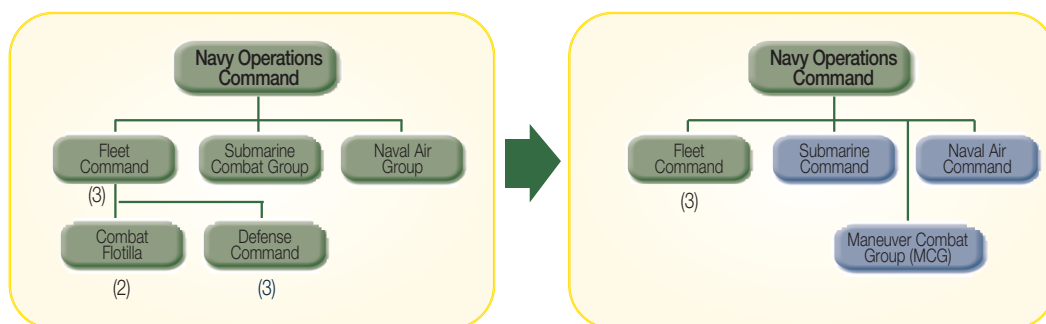 Navy Operations
Command
Fleet
Command
Submarine
Combat Group
Naval Air
Group
(3)
Combat
Flotilla
Defense
Command
(2)
(3)
Navy Operations
Command
Fleet
Command
Submarine
Command
Naval Air
Command
(3)
Maneuver Combat
Group (MCG)